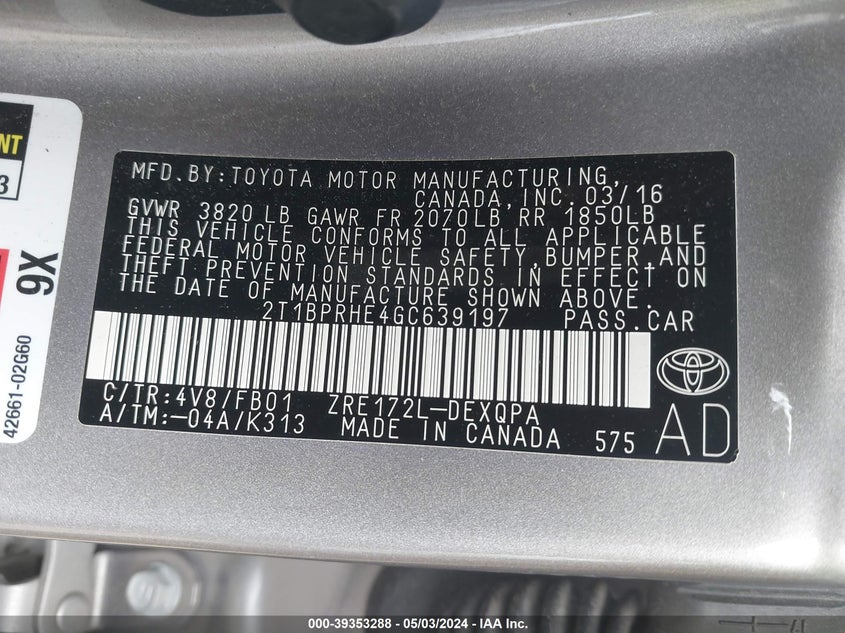 MFD.BY:TOYOTA MOTOR MANUFACTURING,
CANADA, INC. 03/16
GVWR 3820 LB GAWR FR 2070LB RR 1850LB
THIS VEHICLE CONFORMS TO ALL APPLICABLE
FEDERAL MOTOR VEHICLE SAFETY, BUMPER, AND
THEFT PREVENTION STANDARDS IN EFFECT ON
THE DATE OF MANUFACTURE SHOWN ABOVE.
2T1BPRHE4GC639197 PASS.CAR
C/TR:4V8/FB01 ZRE172L-DEXQPA
A/TM:-04A/K313 MADE IN CANADA 575
AD
NT
3
9X
42661-02G60
000-39353288 - 05/03/2024 - IAA Inc.